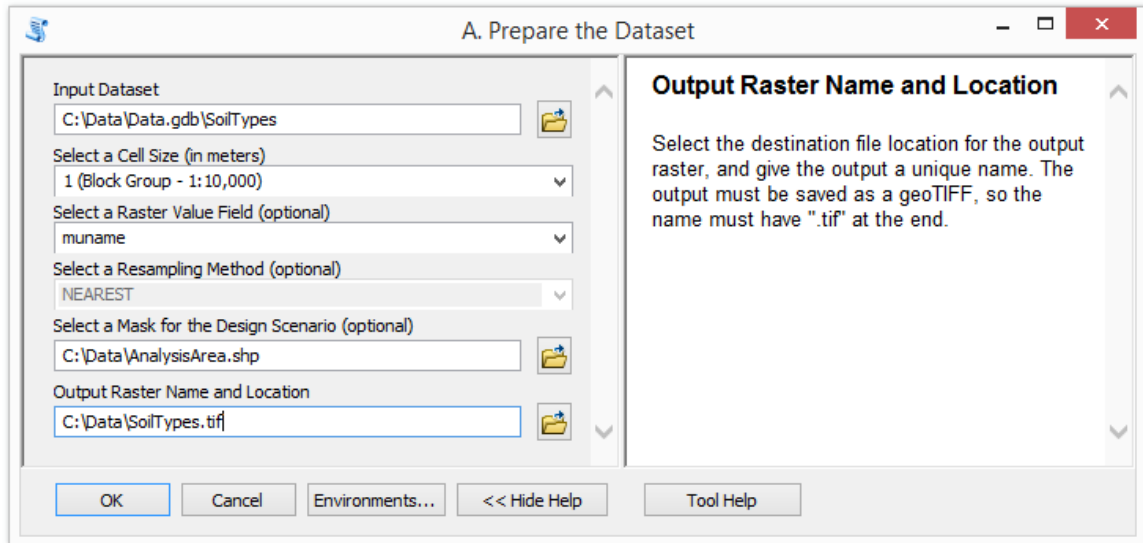 A. Prepare the Dataset
Input Dataset
C:\Data\Data.gdb\SoilTypes
Select a Cell Size (in meters)
1 (Block Group - 1:10,000)
Select a Raster Value Field (optional)
muname
Select a Resampling Method (optional)
NEAREST
Select a Mask for the Design Scenario (optional)
C:\Data\AnalysisArea.shp
Output Raster Name and Location
C:\Data\SoilTypes.tif
Output Raster Name and Location
Select the destination file location for the output
raster, and give the output a unique name. The
output must be saved as a geoTIFF, so the
name must have ".tif" at the end.
OK
Cancel
Environments...
<< Hide Help
Tool Help